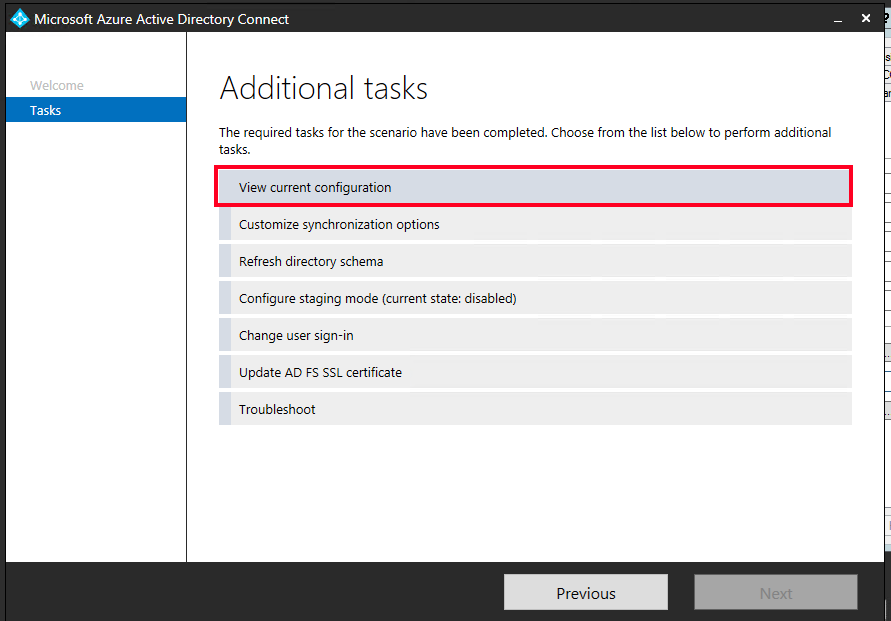 Microsoft Azure Active Directory Connect
Welcome
Tasks
Additional tasks
The required tasks for the scenario have been completed. Choose from the list below to perform additional
tasks.
View current configuration
Customize synchronization options
Refresh directory schema
Configure staging mode (current state: disabled)
Change user sign-in
Update AD FS SSL certificate
Troubleshoot
Previous
Next